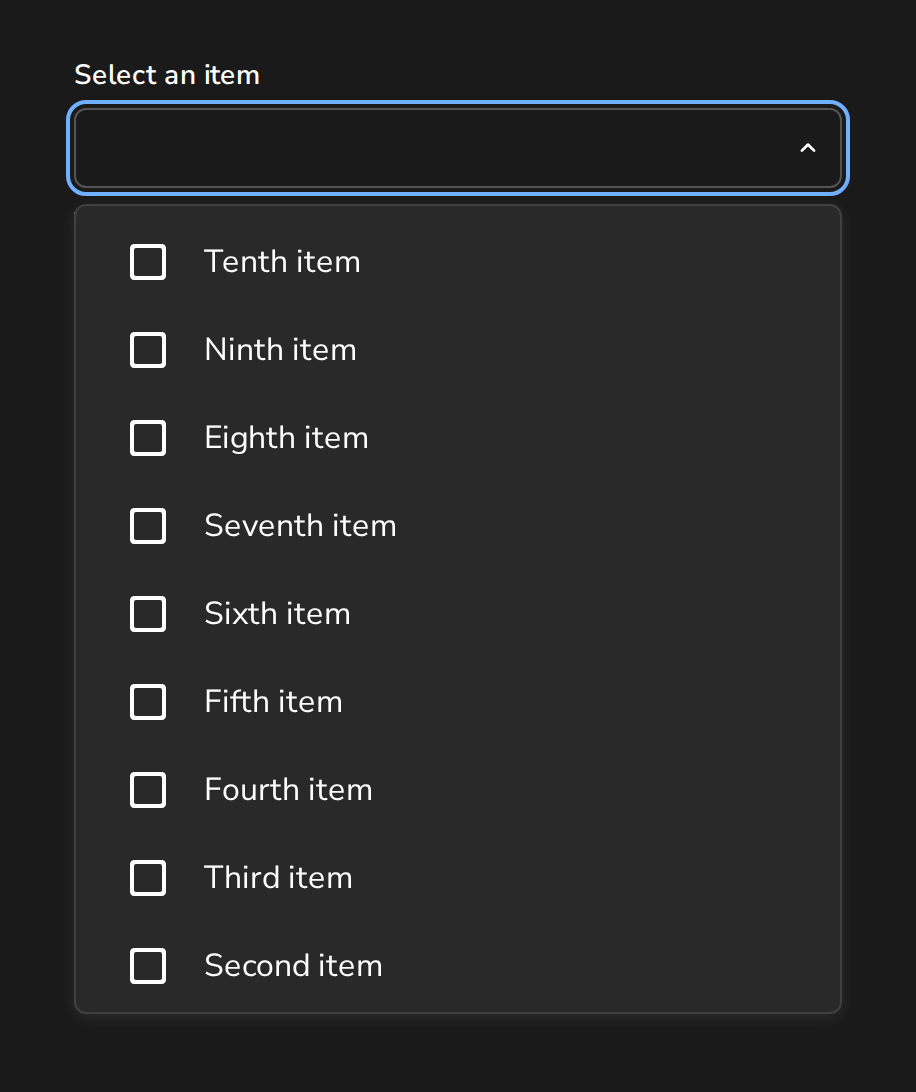 Select an item
Tenth item
Ninth item
Eighth item
Seventh item
Sixth item
Fifth item
Fourth item
Third item
Second item